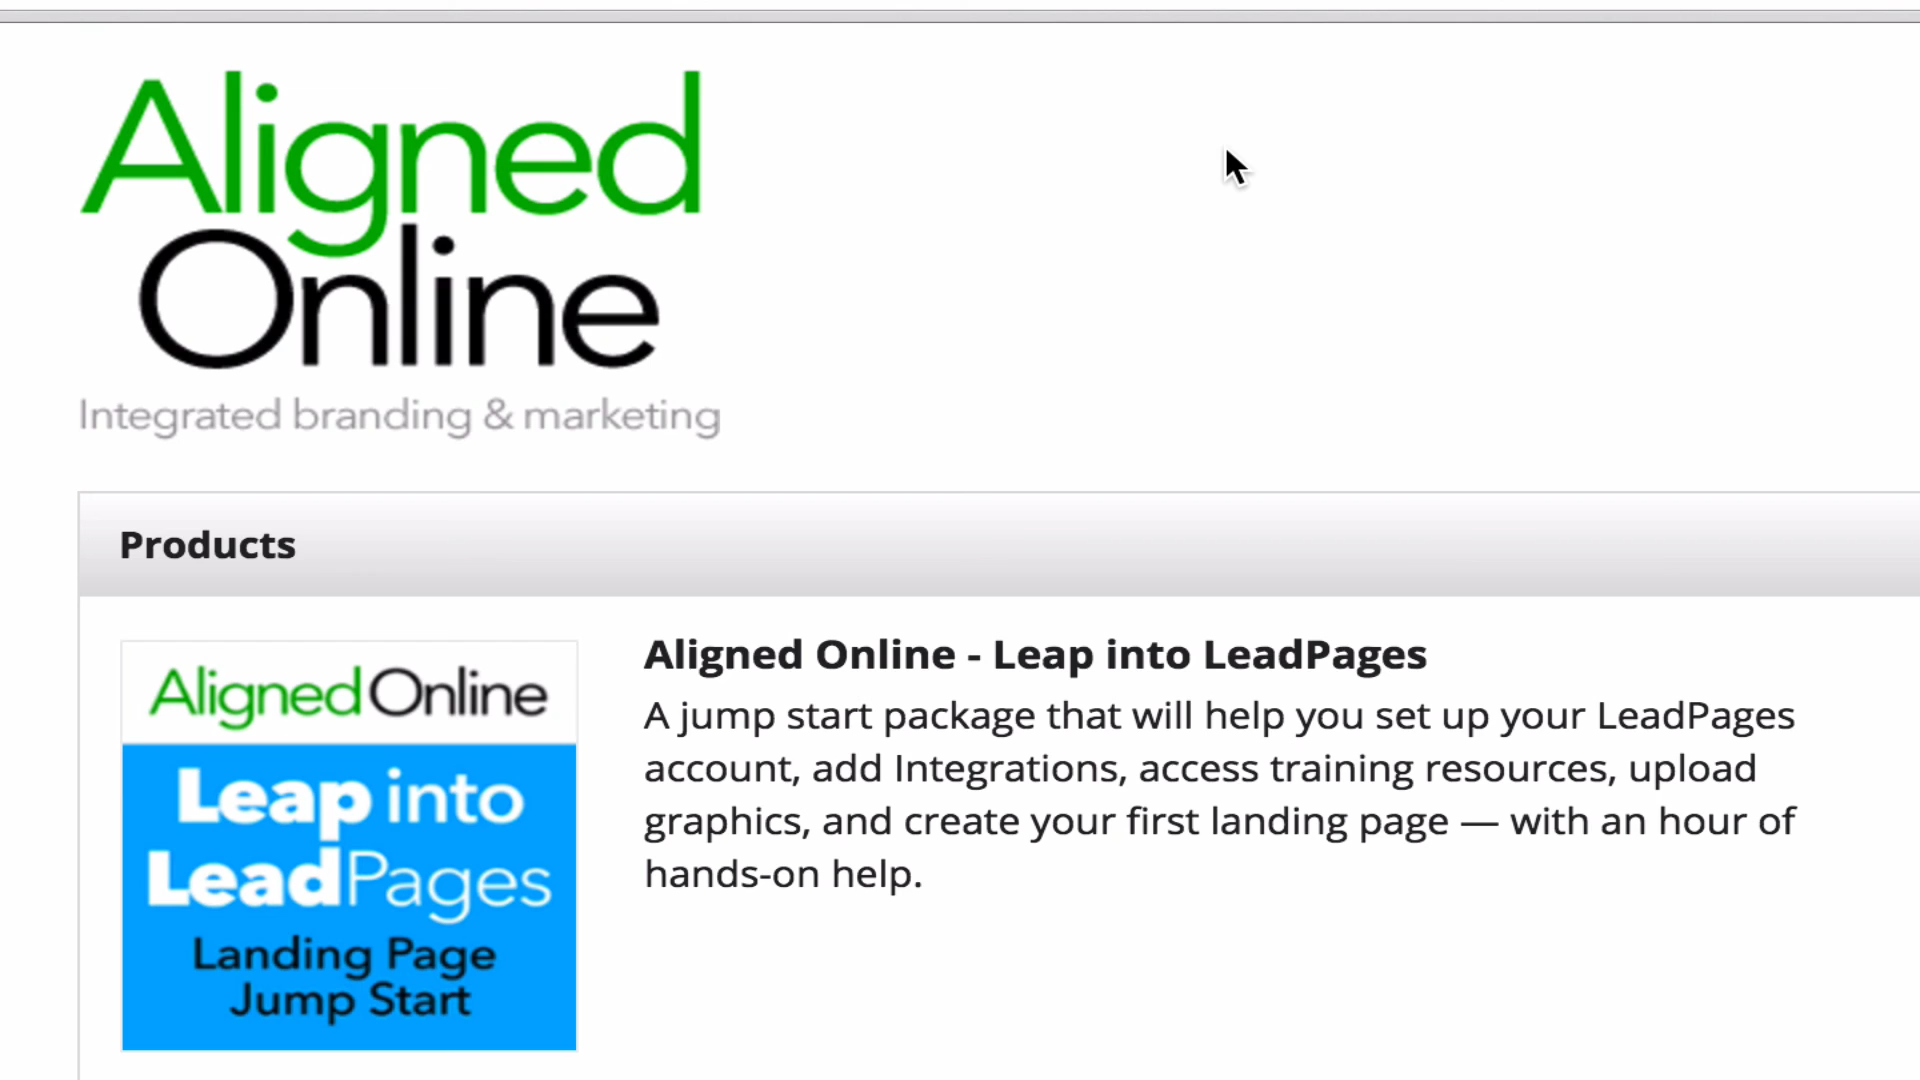 Aligned
Online
Integrated branding & marketing
Products
Aligned Online
Leap into
LeadPages
Landing Page
Jump Start
Aligned Online - Leap into LeadPages
A jump start package that will help you set up your LeadPages
account, add Integrations, access training resources, upload
graphics, and create your first landing page — with an hour of
hands-on help.